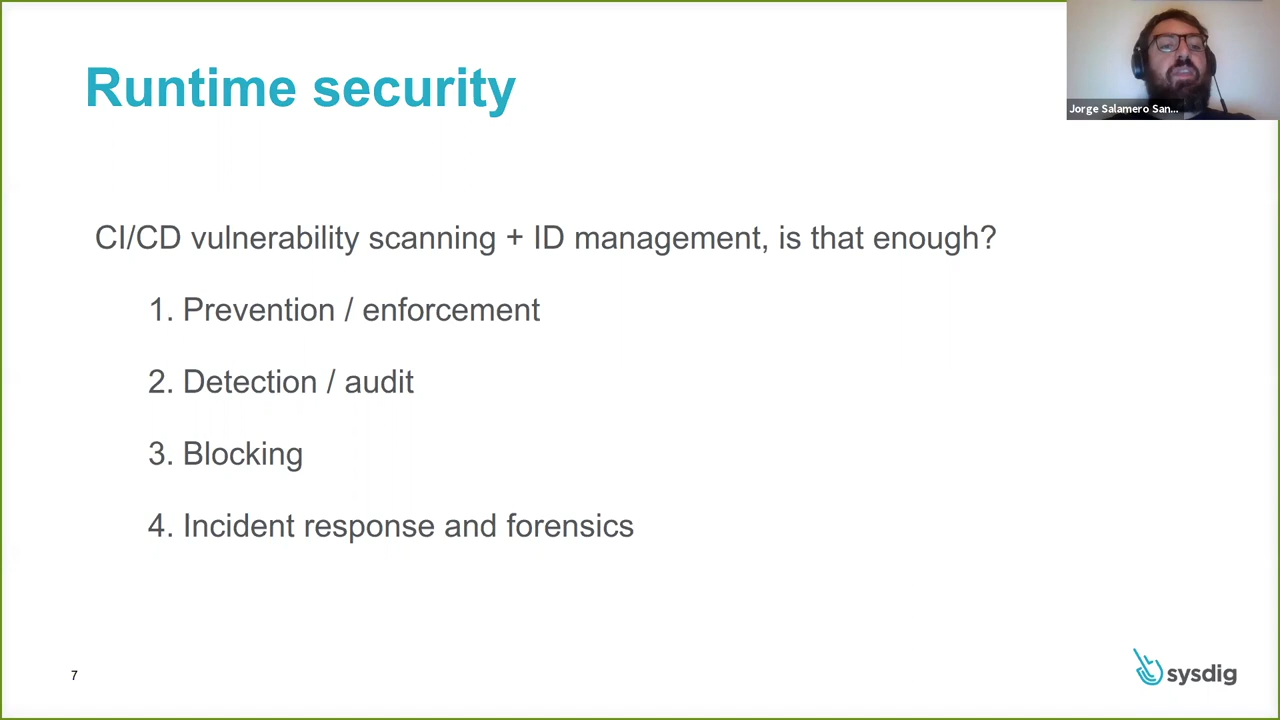 Runtime security
Jorge Salamero San...
CI/CD vulnerability scanning + ID management, is that enough?
1. Prevention / enforcement
2. Detection / audit
3. Blocking
4. Incident response and forensics
7
sysdig